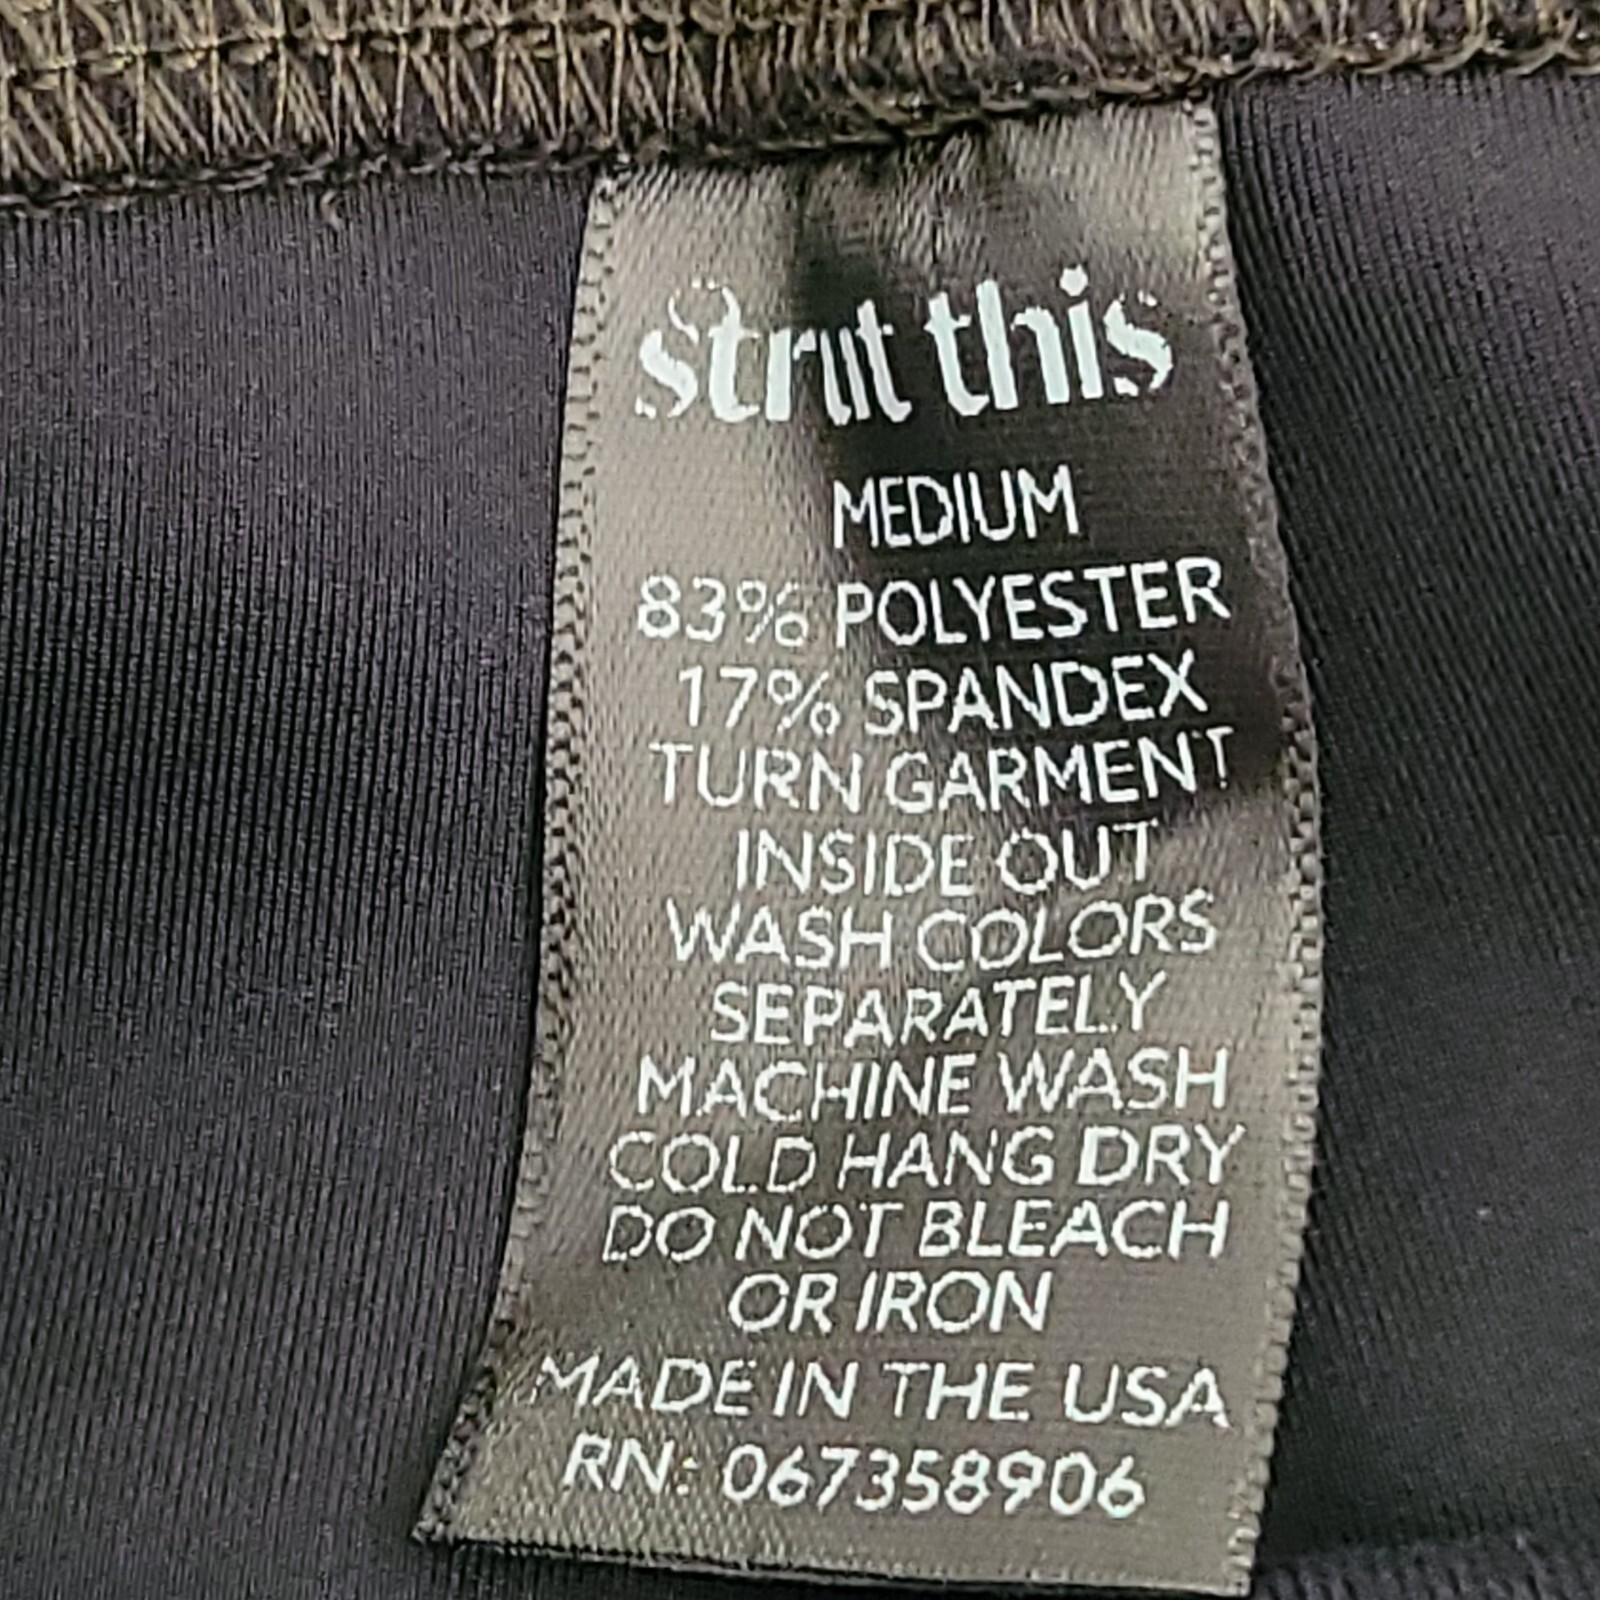 strut this
MEDIUM
83% POLYESTER
17% SPANDEX
TURN GARMENT
INSIDE OUT
WASH COLORS
SEPARATELY
MACHINE WASH
COLD HANG DRY
DO NOT BLEACH
OR IRON
MADE IN THE USA
RN: 067358906